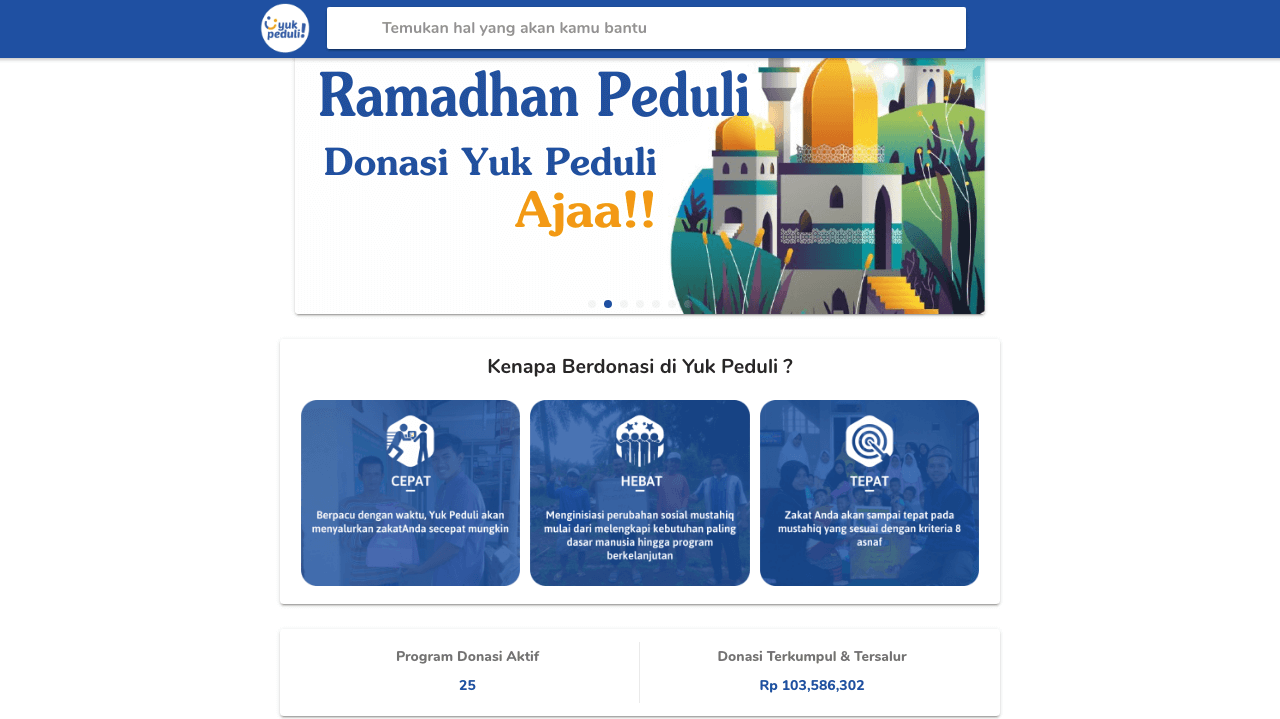 yuk
peduli!
Temukan hal yang akan kamu bantu
Ramadhan Peduli
Donasi Yuk Peduli
Ajaa!!
Kenapa Berdonasi di Yuk Peduli ?
CEPAT
Berpacu dengan waktu, Yuk Peduli akan
menyalurkan zakatAnda secepat mungkin
HEBAT
Menginisiasi perubahan sosial mustahiq
mulai dari melengkapi kebutuhan paling
dasar manusia hingga program
berkelanjutan
TEPAT
Zakat Anda akan sampai tepat pada
mustahiq yang sesuai dengan kriteria 8
asnaf
Program Donasi Aktif
25
Donasi Terkumpul & Tersalur
Rp 103,586,302